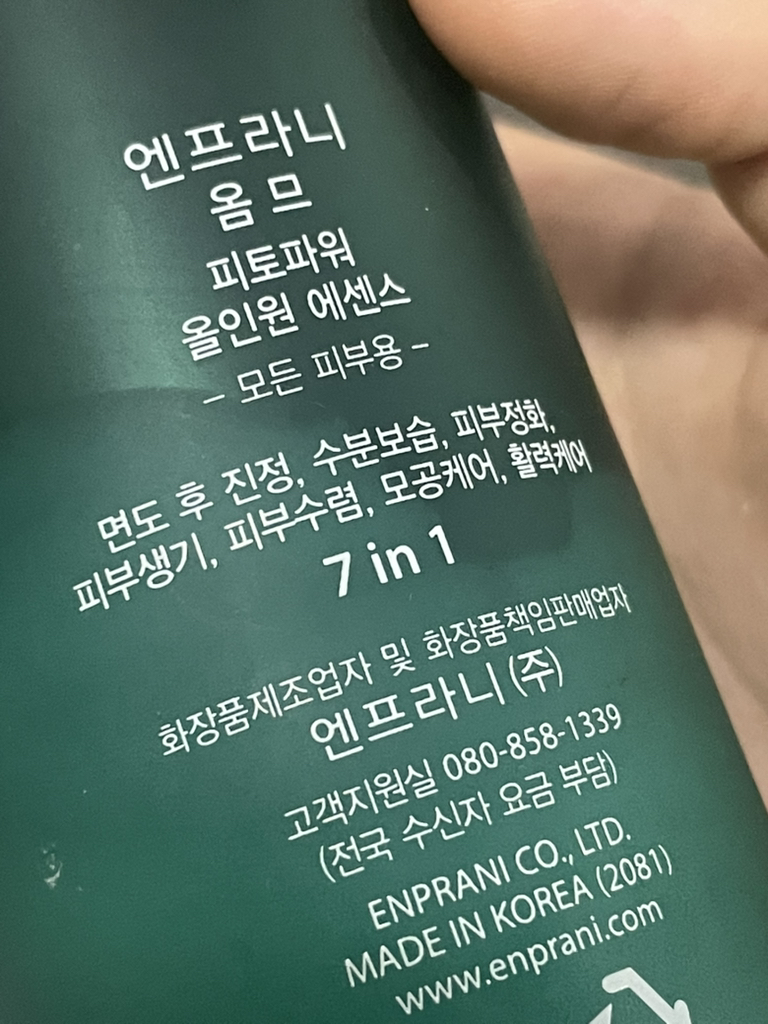 엔프라니
옴 므
피토파워
올인원 에센스
– 모든 피부용 –
면도 후 진정, 수분보습, 피부정화,
피부생기, 피부수렴, 모공케어, 활력케어
7 in 1
화장품제조업자 및 화장품책임판매업자
엔프라니(주)
고객지원실 080-858-1339
(전국 수신자 요금 부담)
ENPRANI CO., LTD.
MADE IN KOREA (2081)
www.enprani.com